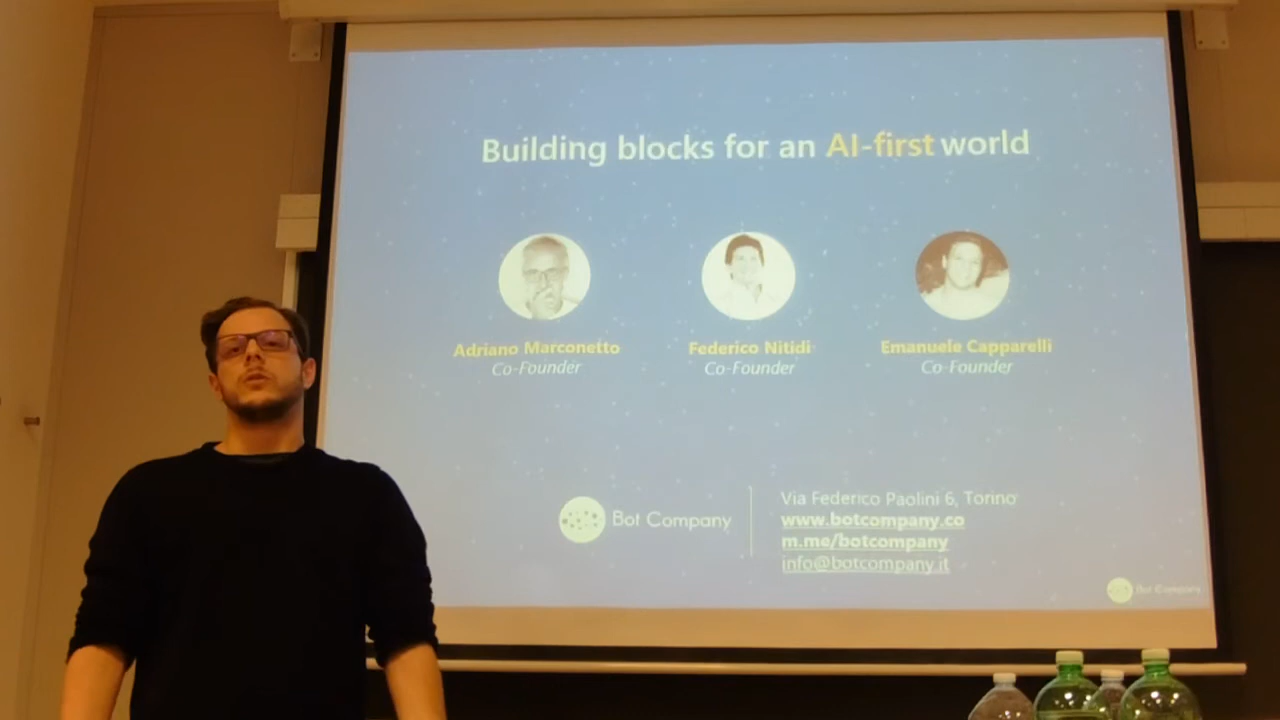 Building blocks for an AI-first world
Adriano Marconetto
Co-Founder
Federico Nitidi
Co-Founder
Emanuele Capparelli
Co-Founder
Bot Company
Via Federico Paolini 6, Torino
www.botcompany.co
m.me/botcompany
info@botcompany.it
Bot Company